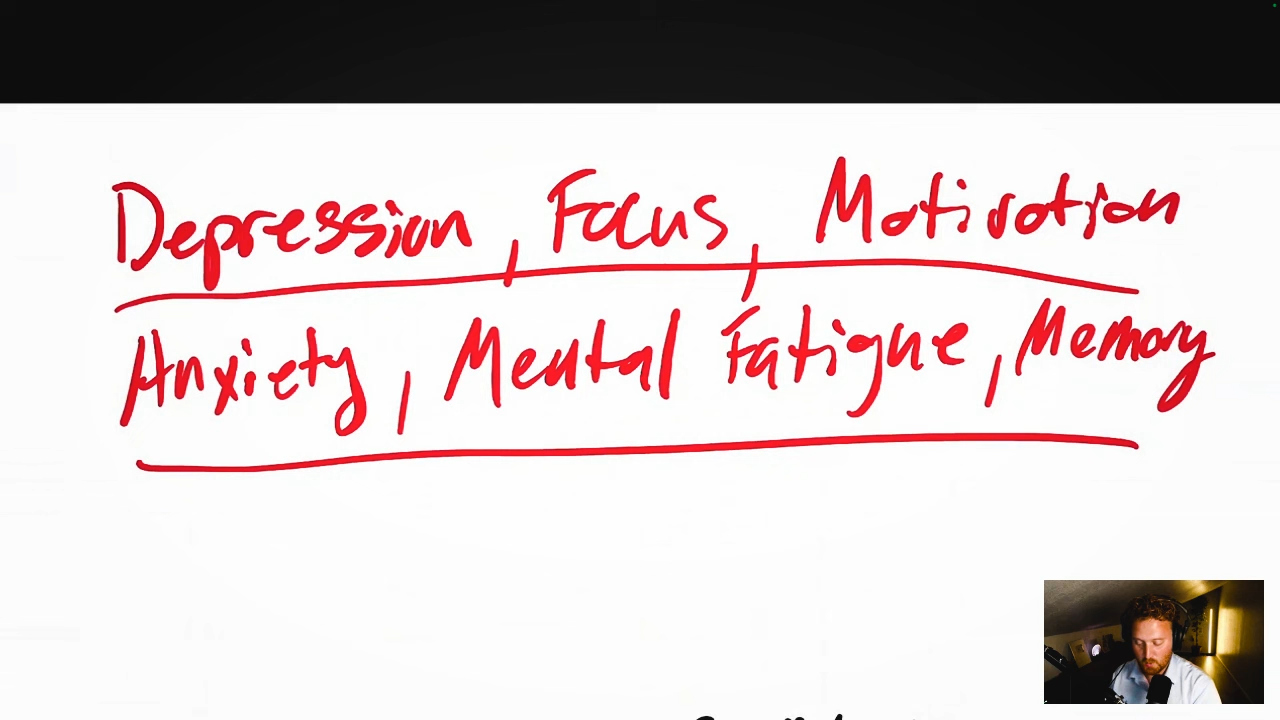 Depression, Focus, Motivation
Anxiety, Mental Fatigue, Memory